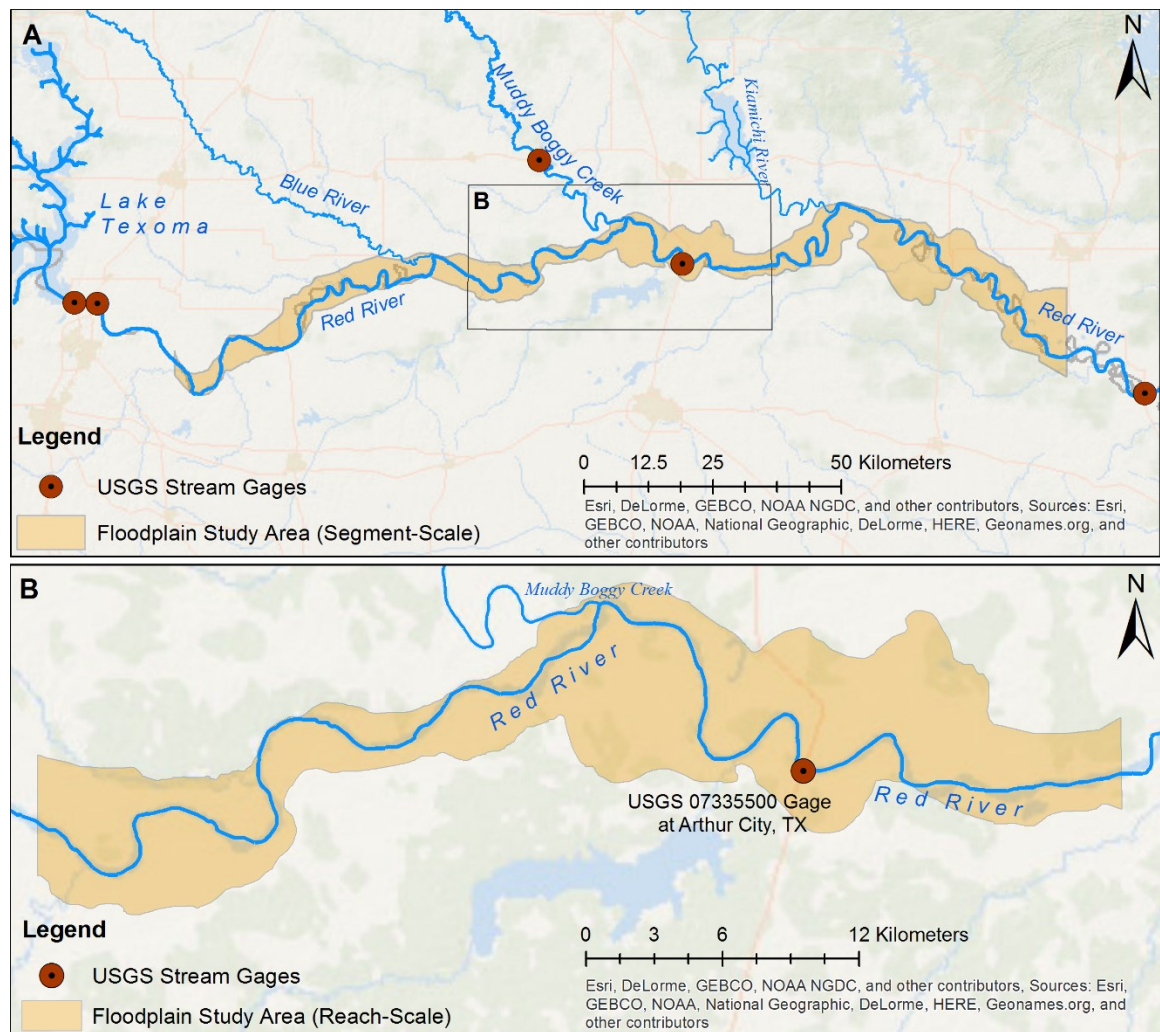 A
N
Muddy Boggy Creek
Kiamichi River
Blue River
Lake
Texoma
B
Red River
Red River
Legend
USGS Stream Gages
Floodplain Study Area (Segment-Scale)
0 12.5 25 50 Kilometers
Esri, DeLorme, GEBCO, NOAA NGDC, and other contributors, Sources: Esri,
GEBCO, NOAA, National Geographic, DeLorme, HERE, Geonames.org, and
other contributors
B
N
Muddy Boggy Creek
Red River
USGS 07335500 Gage
at Arthur City, TX
Red River
Legend
USGS Stream Gages
Floodplain Study Area (Reach-Scale)
0 3 6 12 Kilometers
Esri, DeLorme, GEBCO, NOAA NGDC, and other contributors, Sources: Esri,
GEBCO, NOAA, National Geographic, DeLorme, HERE, Geonames.org, and
other contributors